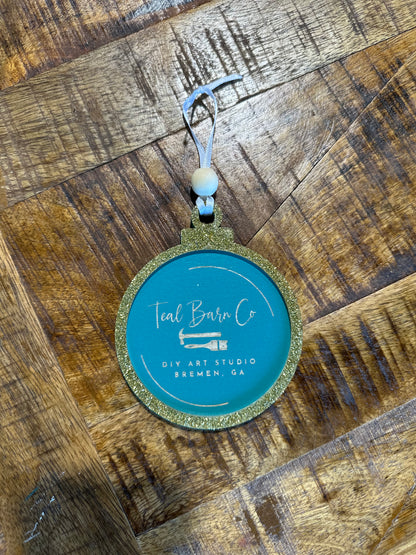 Teal Barn Co
DIY ART STUDIO
BREMEN, GA